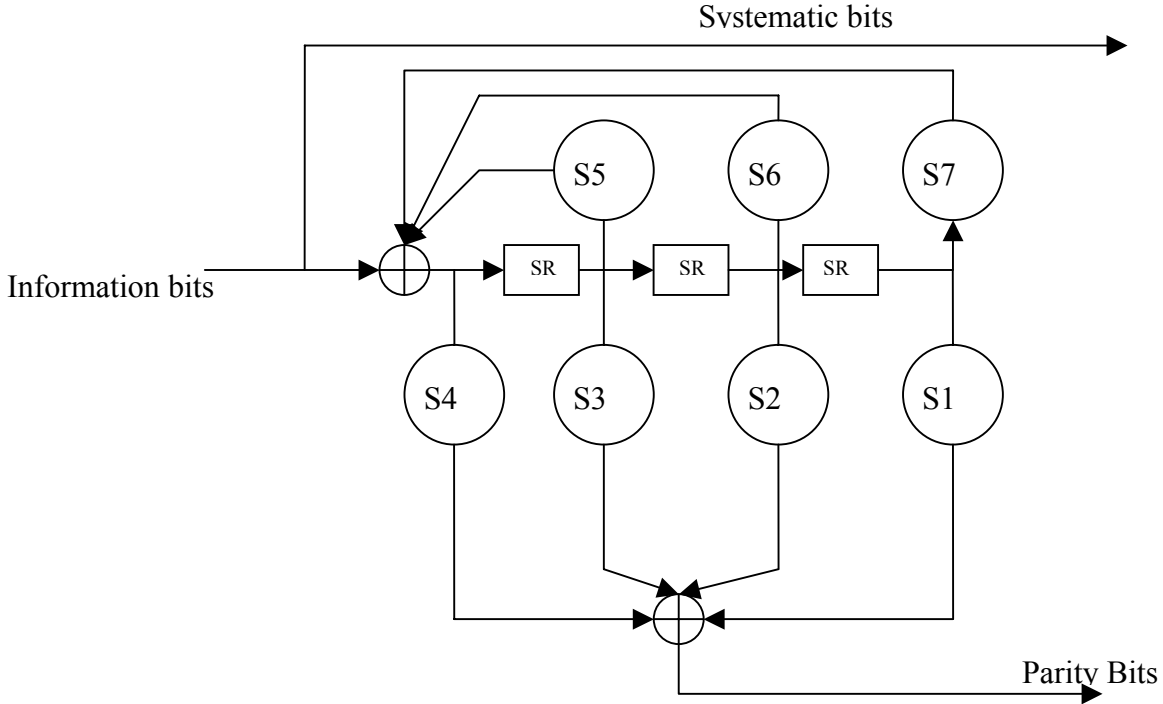 Systematic bits
S5
S6
S7
Information bits
SR
SR
SR
S4
S3
S2
S1
Parity Bits